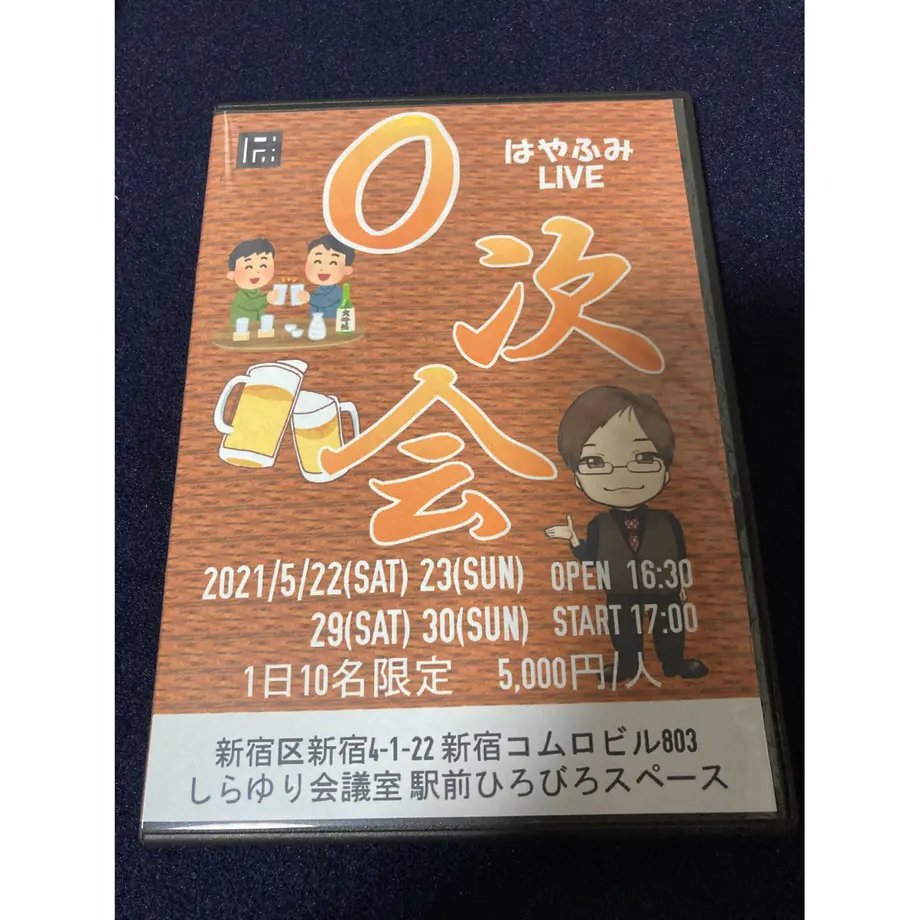 0次会
はやふみ
LIVE
2021/5/22(SAT) 23(SUN) OPEN 16:30
29(SAT) 30(SUN) START 17:00
1日10名限定 5,000円/人
新宿区新宿4-1-22 新宿コムロビル803
しらゆり会議室 駅前ひろびろスペース